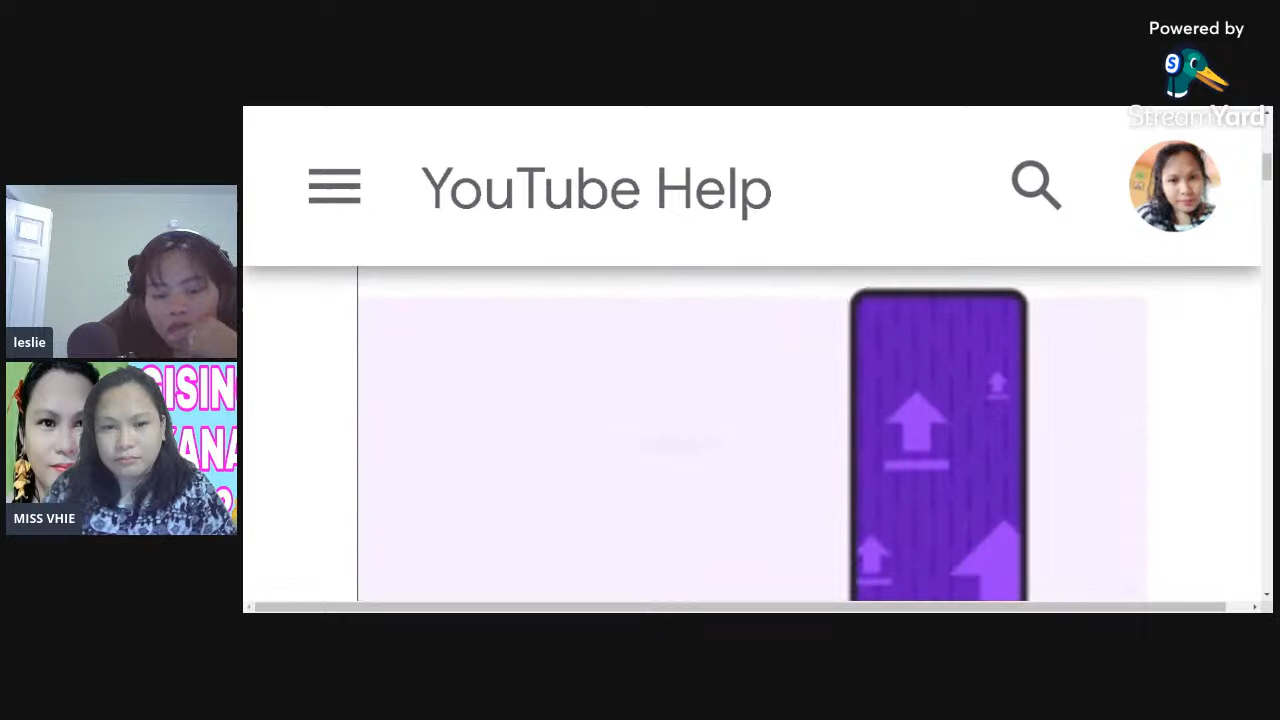 Powered by
S
StreamYard
YouTube Help
leslie
MISS VHIE